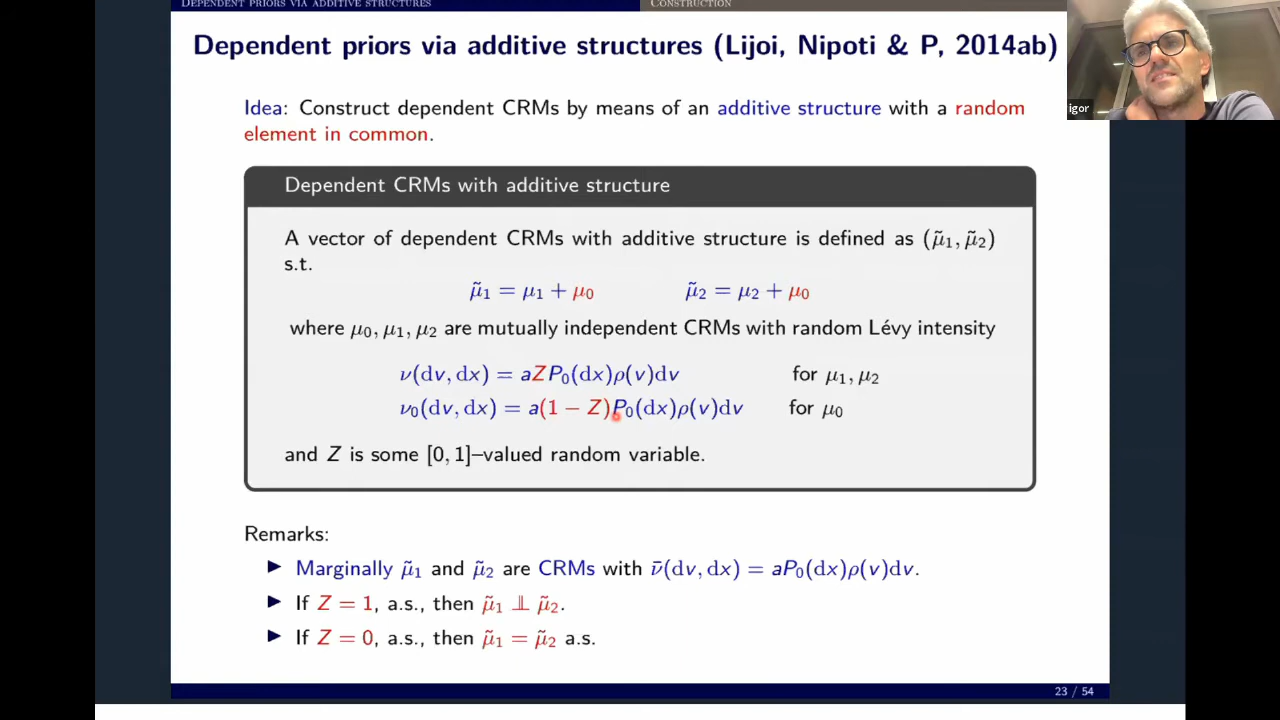 DEPENDENT PRIORS VIA ADDITIVE STRUCTURES
CONSTRUCTION
Dependent priors via additive structures (Lijoi, Nipoti & P, 2014ab)
igor
Idea: Construct dependent CRMs by means of an additive structure with a random
element in common.
Dependent CRMs with additive structure
A vector of dependent CRMs with additive structure is defined as (μ̃₁, μ̃₂)
s.t.
μ̃₁ = μ₁ + μ₀ μ̃₂ = μ₂ + μ₀
where μ₀, μ₁, μ₂ are mutually independent CRMs with random Lévy intensity
ν(dv, dx) = aZP₀(dx)ρ(v)dv for μ₁, μ₂
ν₀(dv, dx) = a(1 − Z)P₀(dx)ρ(v)dv for μ₀
and Z is some [0, 1]–valued random variable.
Remarks:
▶ Marginally μ̃₁ and μ̃₂ are CRMs with ν̄(dv, dx) = aP₀(dx)ρ(v)dv.
▶ If Z = 1, a.s., then μ̃₁ ⫫ μ̃₂.
▶ If Z = 0, a.s., then μ̃₁ = μ̃₂ a.s.
23 / 54